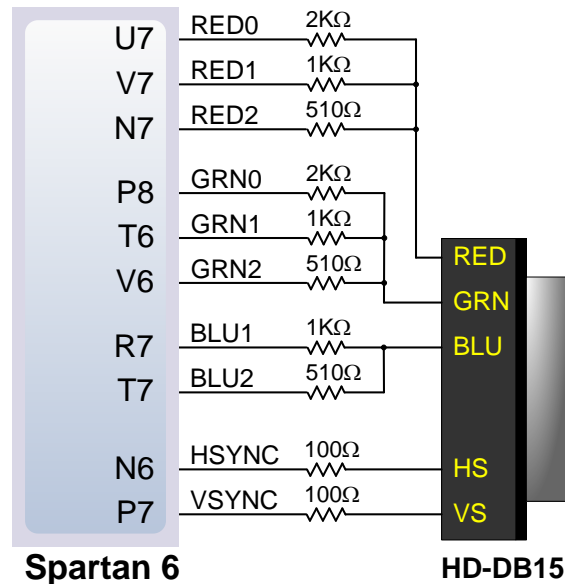 U7 RED0 2KΩ
V7 RED1 1KΩ
N7 RED2 510Ω
P8 GRN0 2KΩ
T6 GRN1 1KΩ
V6 GRN2 510Ω
RED
GRN
R7 BLU1 1KΩ BLU
T7 BLU2 510Ω
N6 HSYNC 100Ω HS
P7 VSYNC 100Ω VS
Spartan 6 HD-DB15